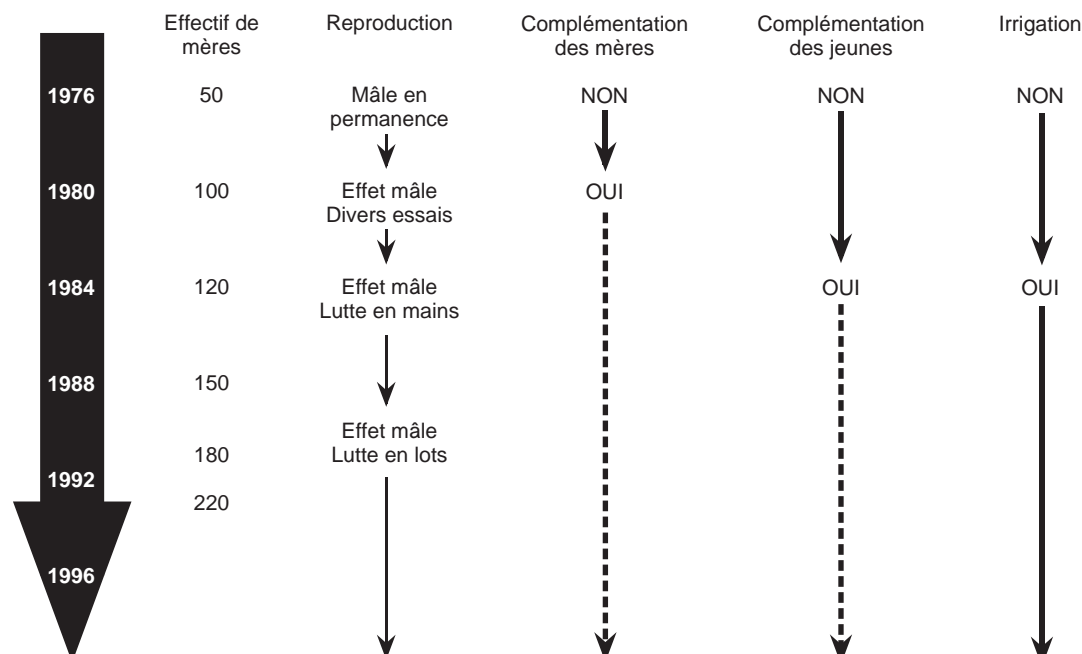 Effectif de mères
Reproduction
Complémentation des mères
Complémentation des jeunes
Irrigation
1976
50
Mâle en
permanence
NON
NON
NON
1980
100
Effet mâle
Divers essais
OUI
1984
120
Effet mâle
Lutte en mains
OUI
OUI
1988
150
Effet mâle
Lutte en lots
180
1992
220
1996